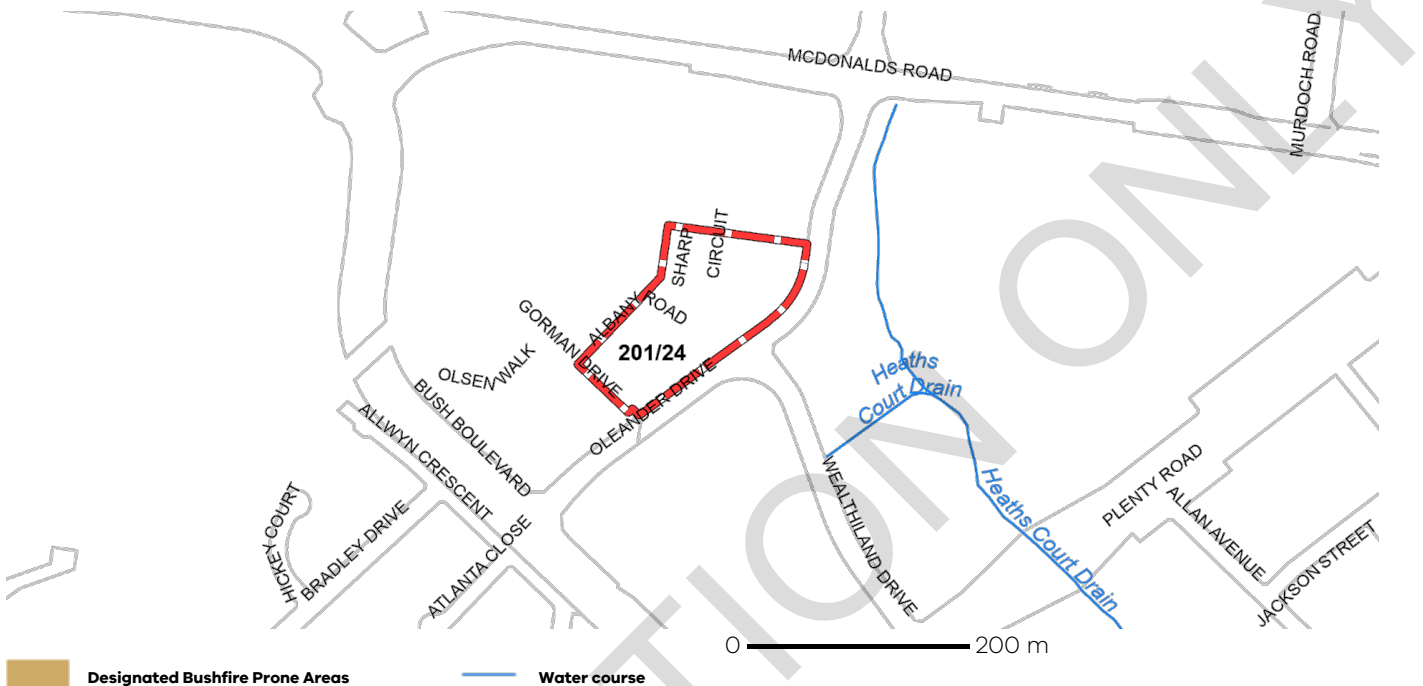 MCDONALDS ROAD
MURDOCH ROAD
SHARP
CIRCUIT
ALBANY ROAD
GORMAN DRIVE
201/24
OLSEN WALK
OLEANDER DRIVE
BUSH BOULEVARD
ALLWYN CRESCENT
HICKEY COURT
BRADLEY DRIVE
ATLANTA CLOSE
Heaths
Court Drain
WEALTHILAND DRIVE
Heaths Court Drain
PLENTY ROAD
ALLAN AVENUE
JACKSON STREET
TION ONLY
0 200 m
Designated Bushfire Prone Areas
Water course